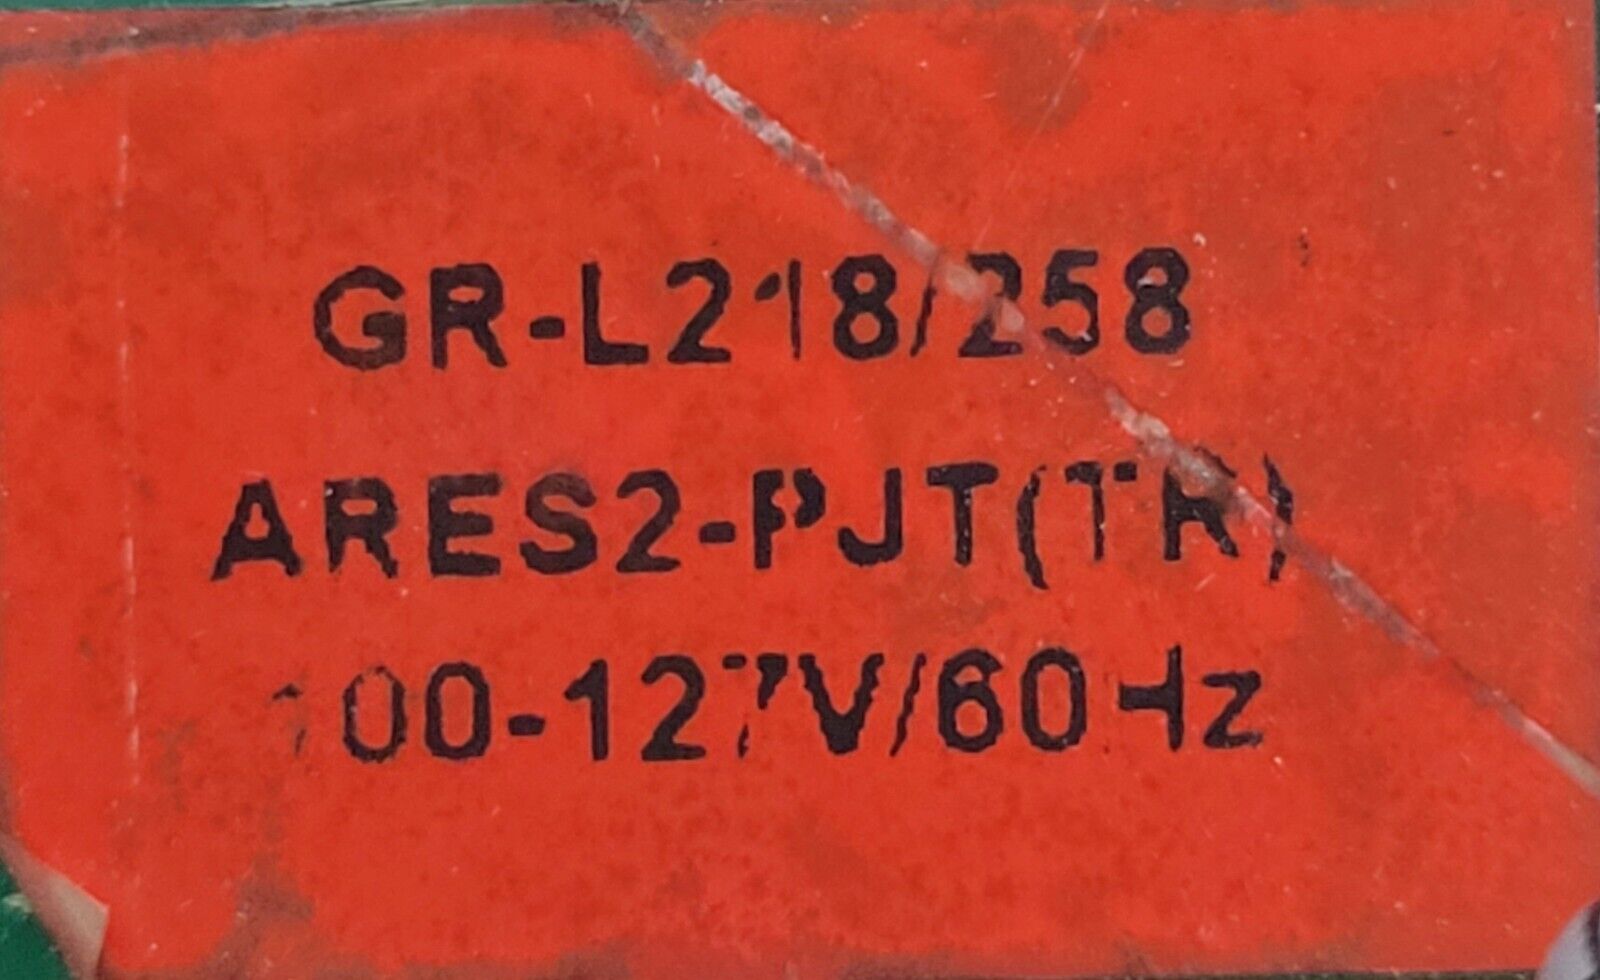 GR-L218/258
ARES2-PJT(TR)
100-127V/60Hz